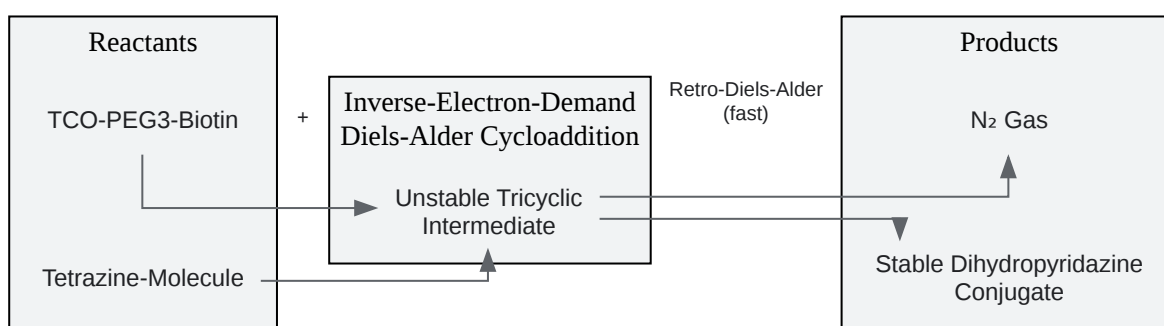 Reactants
TCO-PEG3-Biotin
Tetrazine-Molecule
+
Inverse-Electron-Demand
Diels-Alder Cycloaddition
Unstable Tricyclic
Intermediate
Retro-Diels-Alder
(fast)
Products
N₂ Gas
Stable Dihydropyridazine
Conjugate